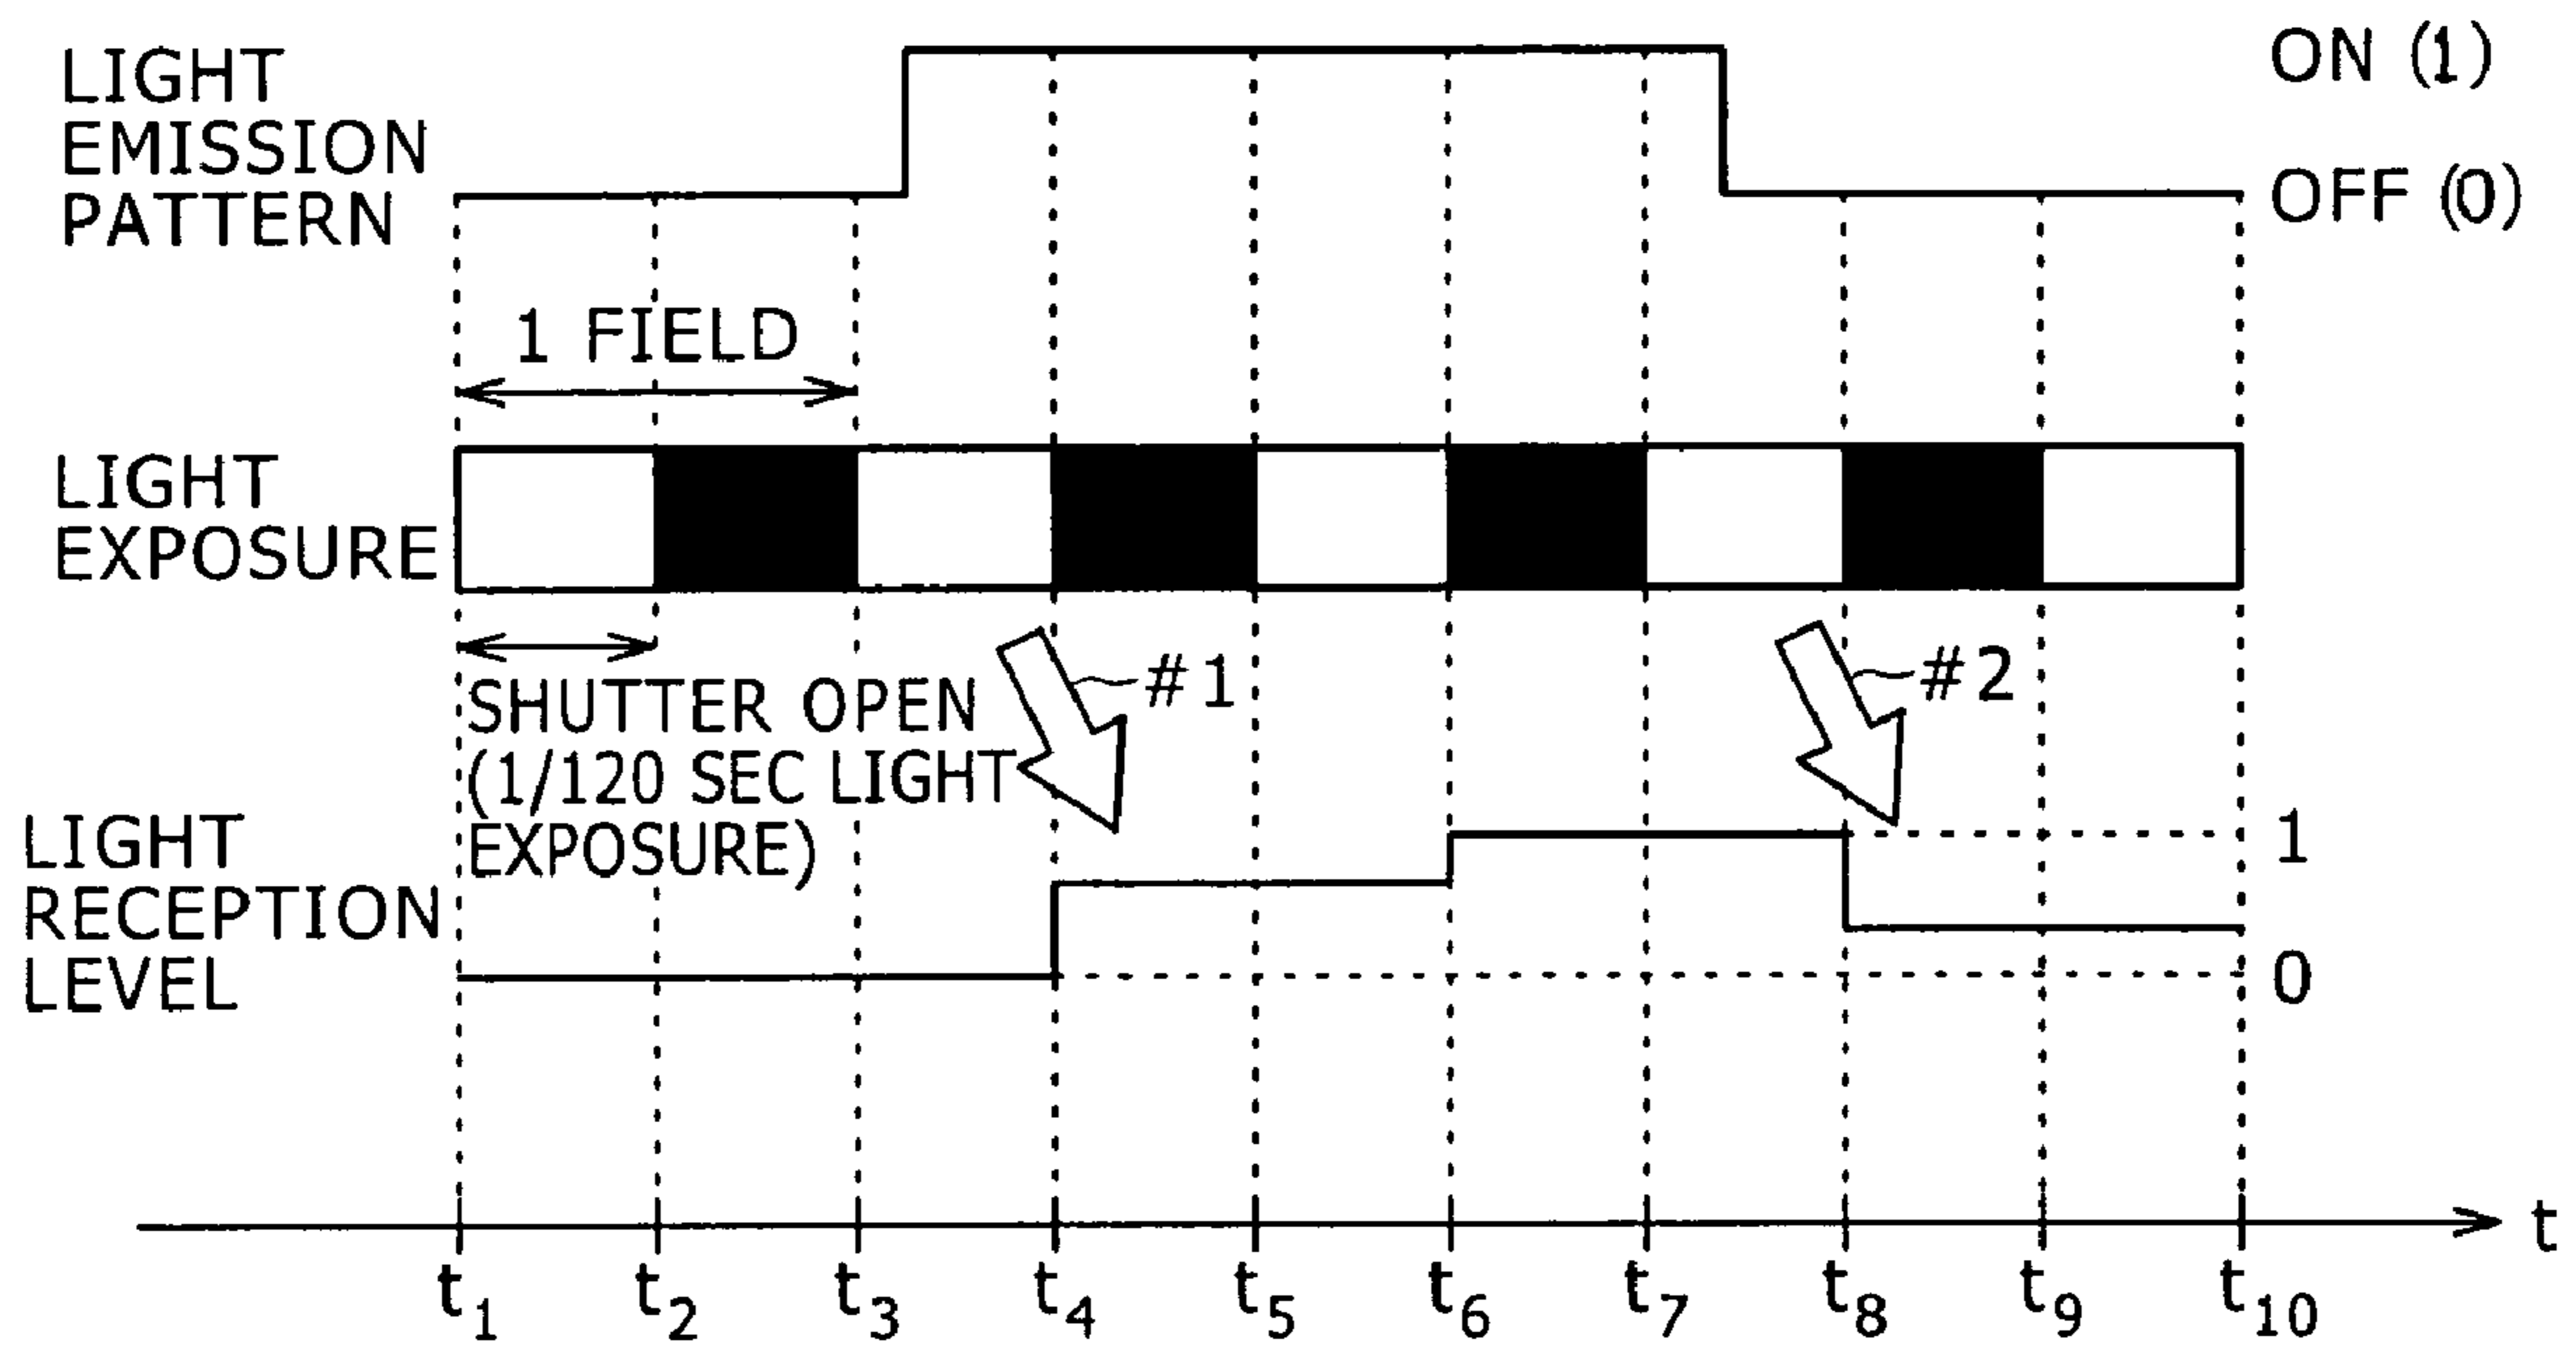 LIGHT
EMISSION
PATTERN
ON (1)
OFF (0)
1 FIELD
LIGHT
EXPOSURE
SHUTTER OPEN
(1/120 SEC LIGHT
EXPOSURE)
#1
#2
LIGHT
RECEPTION
LEVEL
1
0
t
t1 t2 t3 t4 t5 t6 t7 t8 t9 t10